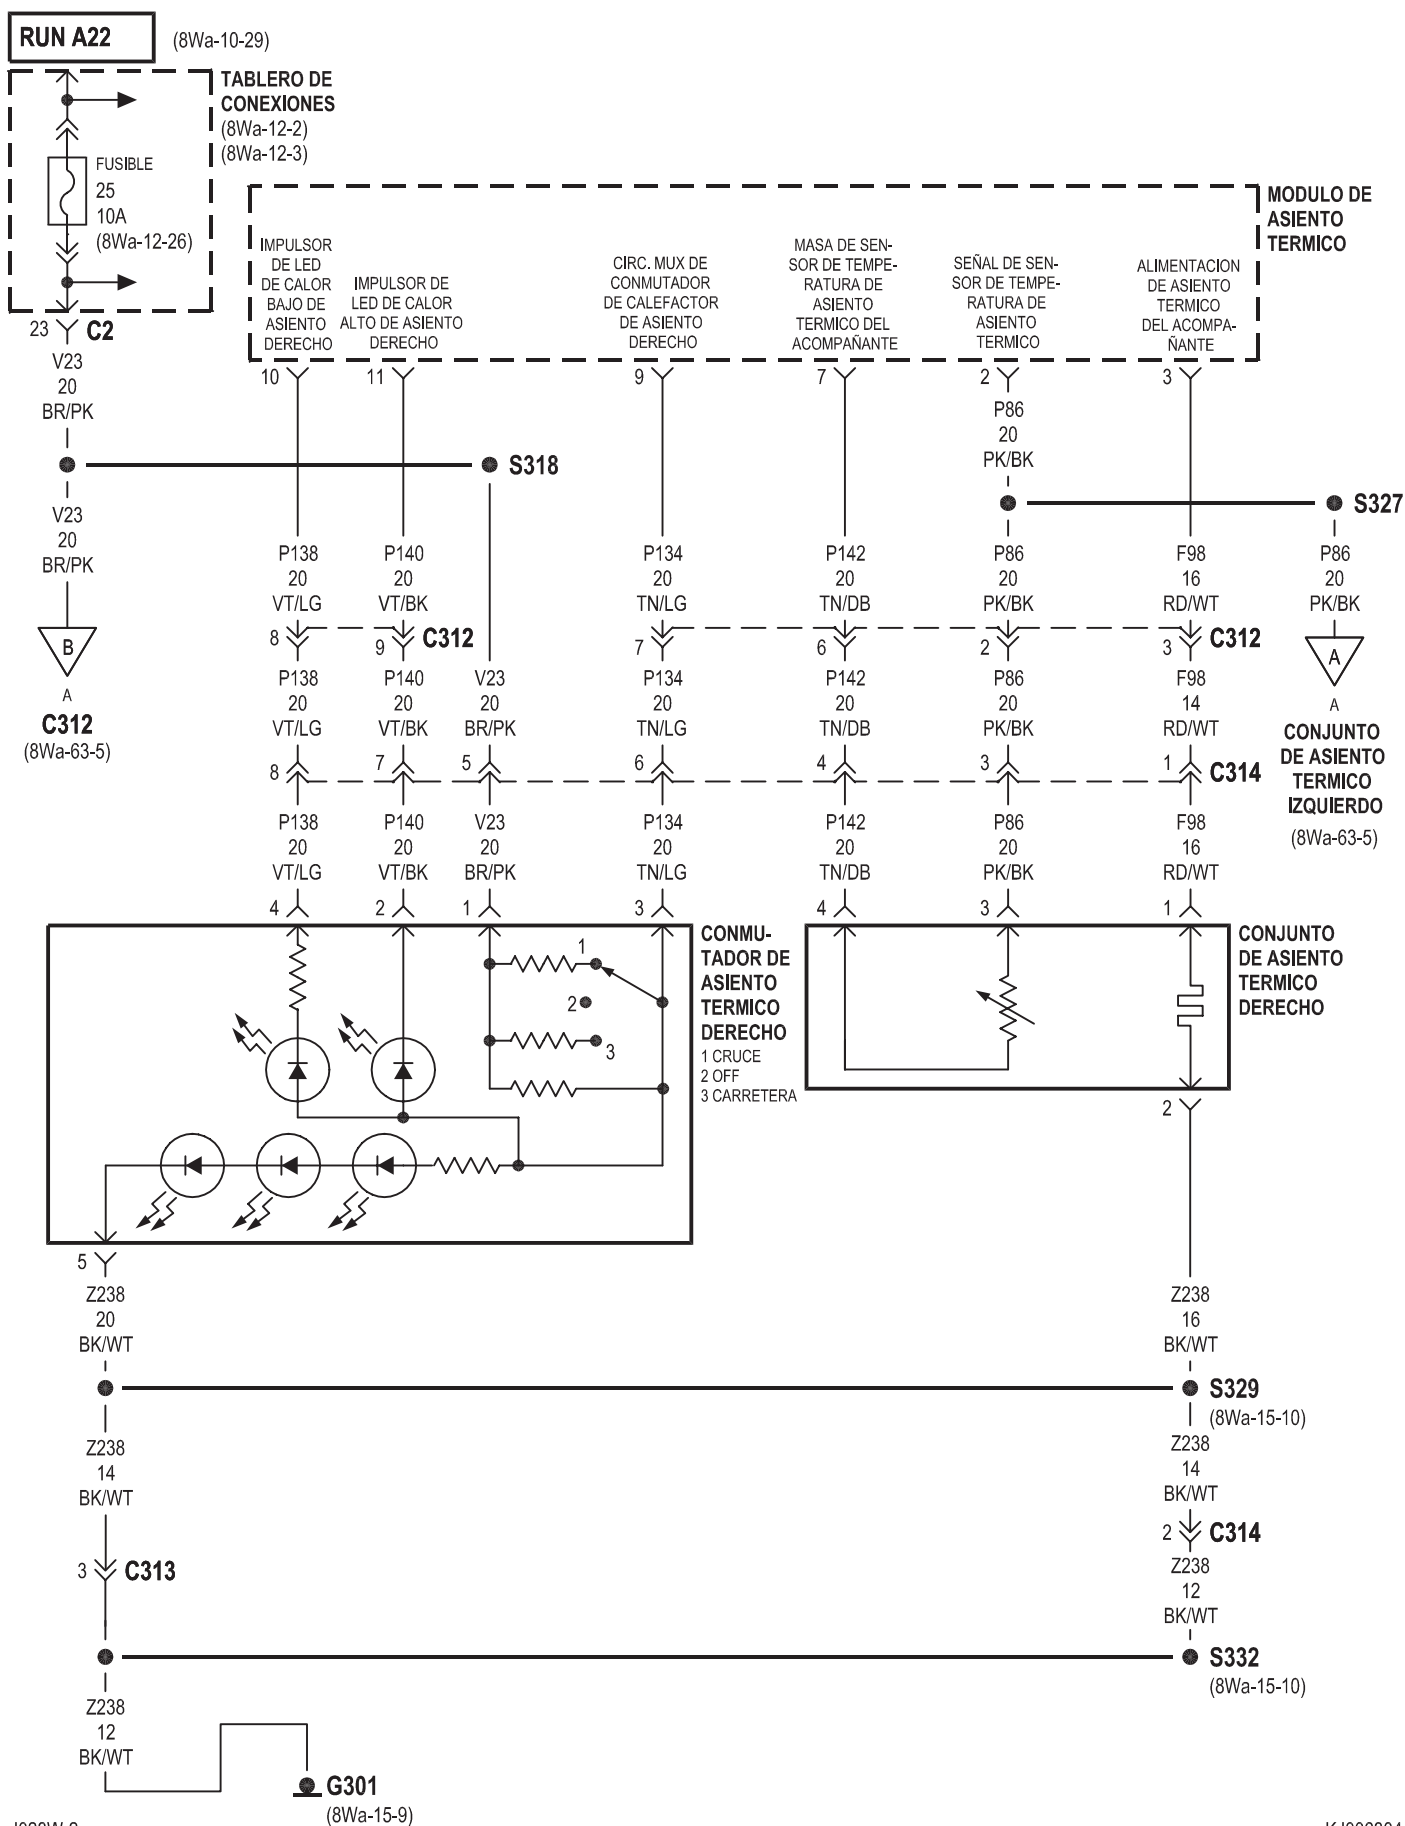 RUN A22
(8Wa-10-29)
TABLERO DE
CONEXIONES
(8Wa-12-2)
(8Wa-12-3)
FUSIBLE
25
10A
(8Wa-12-26)
MODULO DE
ASIENTO
TERMICO
IMPULSOR
DE LED
DE CALOR
BAJO DE
ASIENTO
DERECHO
IMPULSOR DE
LED DE CALOR
ALTO DE ASIENTO
DERECHO
CIRC. MUX DE
CONMUTADOR
DE CALEFACTOR
DE ASIENTO
DERECHO
MASA DE SEN-
SOR DE TEMPE-
RATURA DE
ASIENTO
TERMICO DEL
ACOMPAÑANTE
SEÑAL DE SEN-
SOR DE TEMPE-
RATURA DE
ASIENTO
TERMICO
ALIMENTACION
DE ASIENTO
TERMICO
DEL ACOMPA-
ÑANTE
23 C2
10 11 9 7 2 3
V23
20
BR/PK
P86
20
PK/BK
S318
S327
V23
20
BR/PK
P138
20
VT/LG
P140
20
VT/BK
P134
20
TN/LG
P142
20
TN/DB
P86
20
PK/BK
F98
16
RD/WT
P86
20
PK/BK
8 9 C312 7 6 2 3 C312
B
A
C312
(8Wa-63-5)
A
A
CONJUNTO
DE ASIENTO
TERMICO
IZQUIERDO
(8Wa-63-5)
P138
20
VT/LG
P140
20
VT/BK
V23
20
BR/PK
P134
20
TN/LG
P142
20
TN/DB
P86
20
PK/BK
F98
14
RD/WT
8 7 5 6 4 3 1 C314
P138
20
VT/LG
P140
20
VT/BK
V23
20
BR/PK
P134
20
TN/LG
P142
20
TN/DB
P86
20
PK/BK
F98
16
RD/WT
4 2 1 3 4 3 1
1
2
3
CONMU-
TADOR DE
ASIENTO
TERMICO
DERECHO
1 CRUCE
2 OFF
3 CARRETERA
CONJUNTO
DE ASIENTO
TERMICO
DERECHO
2
5
Z238
20
BK/WT
Z238
16
BK/WT
S329
(8Wa-15-10)
Z238
14
BK/WT
Z238
14
BK/WT
2 C314
3 C313
Z238
12
BK/WT
S332
(8Wa-15-10)
Z238
12
BK/WT
G301
(8Wa-15-9)